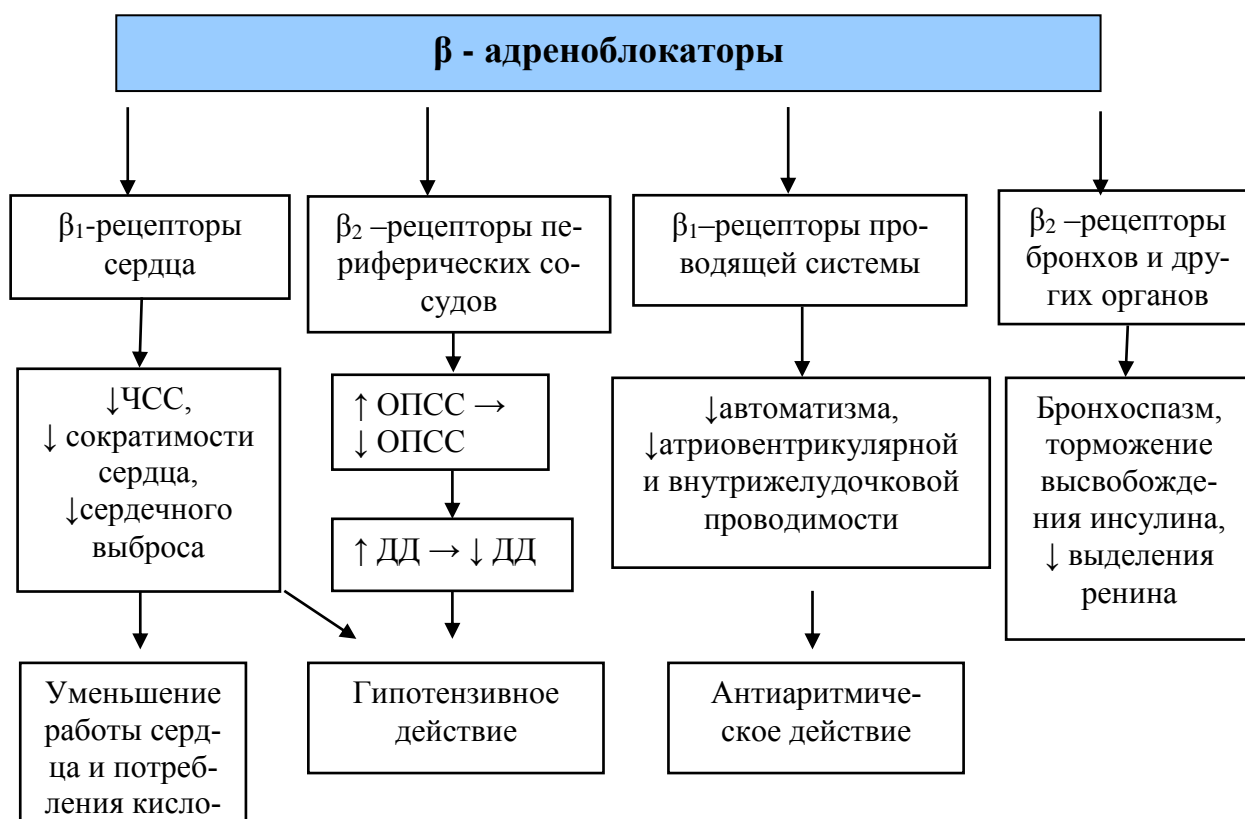 β - адреноблокаторы
β₁-рецепторы
сердца
β₂ –рецепторы пе-
риферических со-
судов
β₁–рецепторы про-
водящей системы
β₂ –рецепторы
бронхов и дру-
гих органов
↓ЧСС,
↓ сократимости
сердца,
↓сердечного
выброса
↑ ОПСС →
↓ ОПСС
↑ ДД → ↓ ДД
↓автоматизма,
↓атриовентрикулярной
и внутрижелудочковой
проводимости
Бронхоспазм,
торможение
высвобожде-
ния инсулина,
↓ выделения
ренина
Уменьшение
работы серд-
ца и потреб-
ления кисло-
Гипотензивное
действие
Антиаритмиче-
ское действие